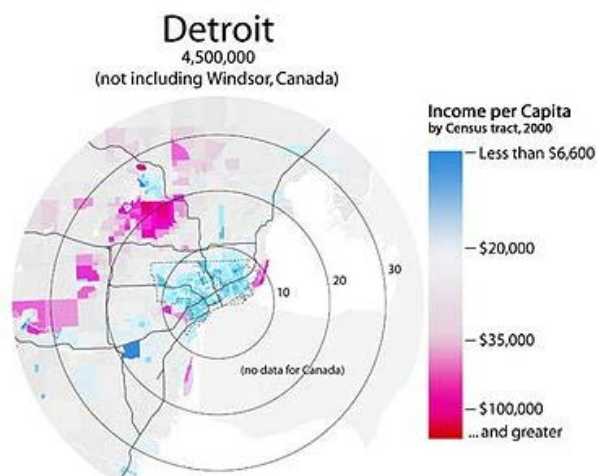 Detroit
4,500,000
(not including Windsor, Canada)
Income per Capita
by Census tract, 2000
Less than $6,600
$20,000
$35,000
$100,000
...and greater
10
20
30
(no data for Canada)